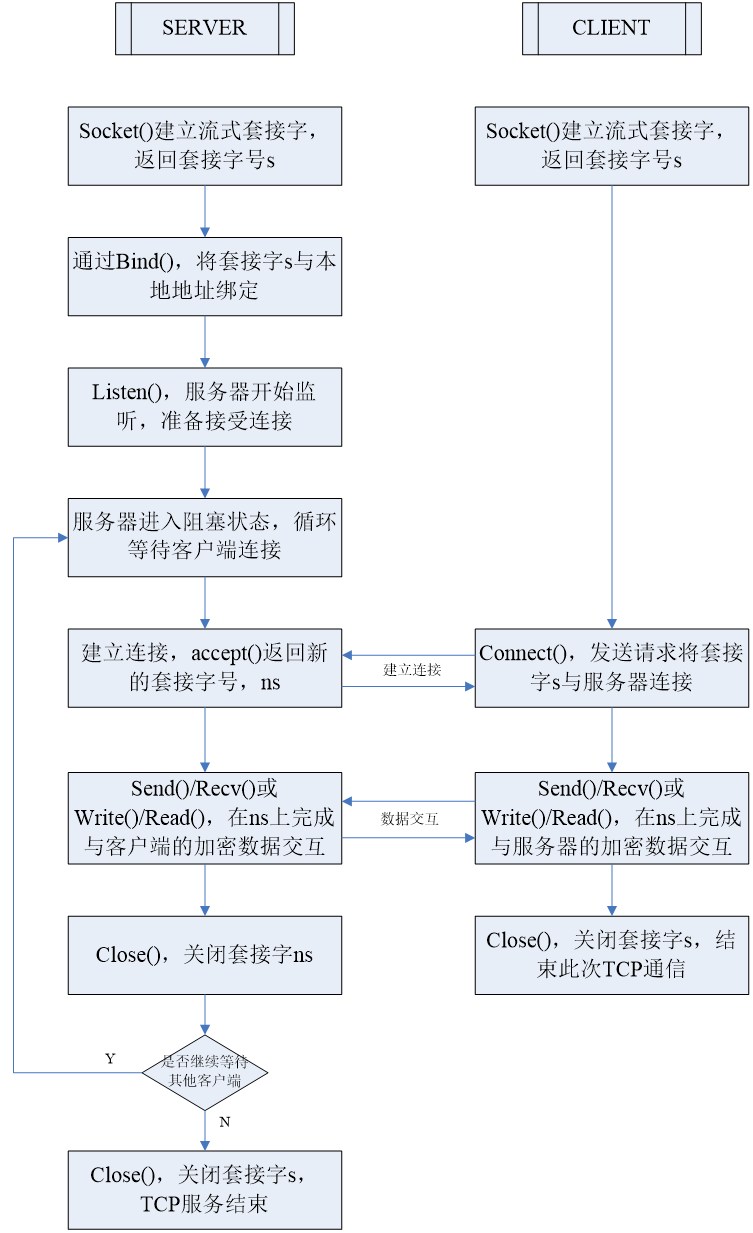 SERVER
CLIENT
Socket()建立流式套接字，
返回套接字号s
Socket()建立流式套接字，
返回套接字号s
通过Bind()，将套接字s与本
地地址绑定
Listen()，服务器开始监
听，准备接受连接
服务器进入阻塞状态，循环
等待客户端连接
建立连接，accept()返回新
的套接字号，ns
建立连接
Connect()，发送请求将套接
字s与服务器连接
Send()/Recv()或
Write()/Read()，在ns上完成
与客户端的加密数据交互
数据交互
Send()/Recv()或
Write()/Read()，在ns上完成
与服务器的加密数据交互
Close()，关闭套接字ns
Close()，关闭套接字s，结
束此次TCP通信
Y
是否继续等待
其他客户端
N
Close()，关闭套接字s，
TCP服务结束